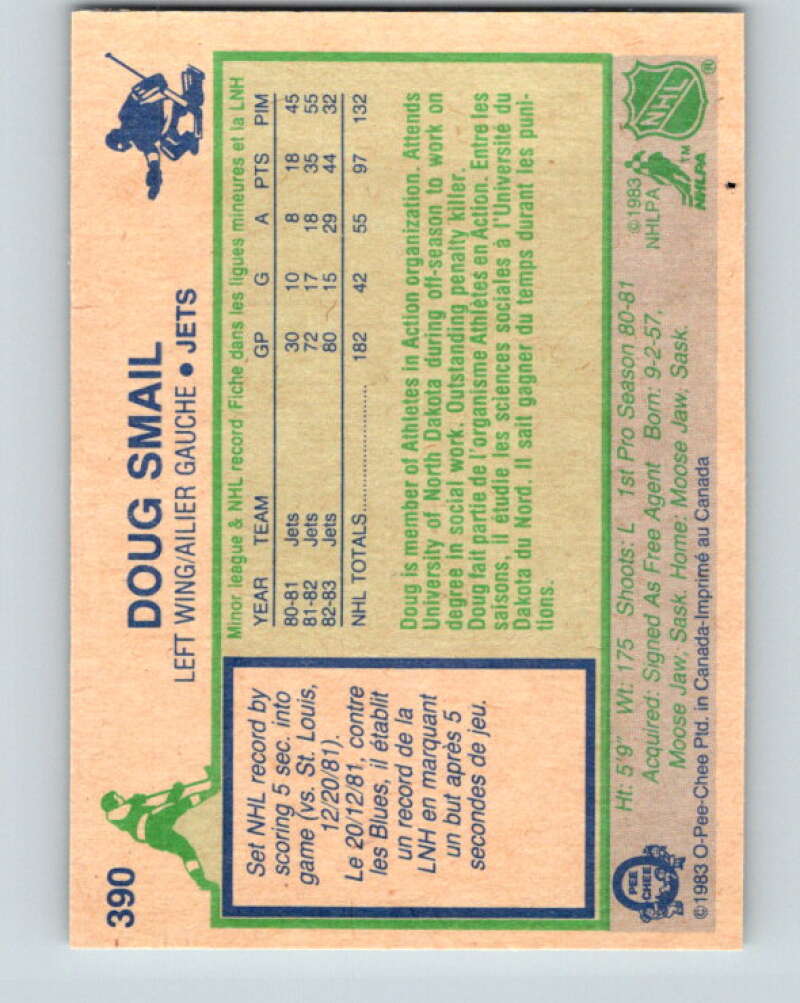 390
DOUG SMAIL
LEFT WING/AILIER GAUCHE • JETS
Set NHL record by
scoring 5 sec. into
game (vs. St. Louis,
12/20/81).
Le 20/12/81, contre
les Blues, il établit
un record de la
LNH en marquant
un but après 5
secondes de jeu.
Minor league & NHL record Fiche dans les ligues mineures et la LNH
YEAR TEAM GP G A PTS PIM
80-81 Jets 30 10 8 18 45
81-82 Jets 72 17 18 35 55
82-83 Jets 80 15 29 44 32
NHL TOTALS 182 42 55 97 132
Doug is member of Athletes in Action organization. Attends
University of North Dakota during off-season to work on
degree in social work. Outstanding penalty killer.
Doug fait partie de l'organisme Athlètes en Action. Entre les
saisons, il étudie les sciences sociales à l'Université du
Dakota du Nord. Il sait gagner du temps durant les puni-
tions.
Ht: 5'9" Wt: 175 Shoots: L 1st Pro Season 80-81
Acquired: Signed As Free Agent Born: 9-2-57,
Moose Jaw, Sask. Home: Moose Jaw, Sask.
©1983 O-Pee-Chee Ptd. in Canada-Imprimé au Canada
O PEE CHEE
©1983
NHLPA
NHL ®
NHLPA ™